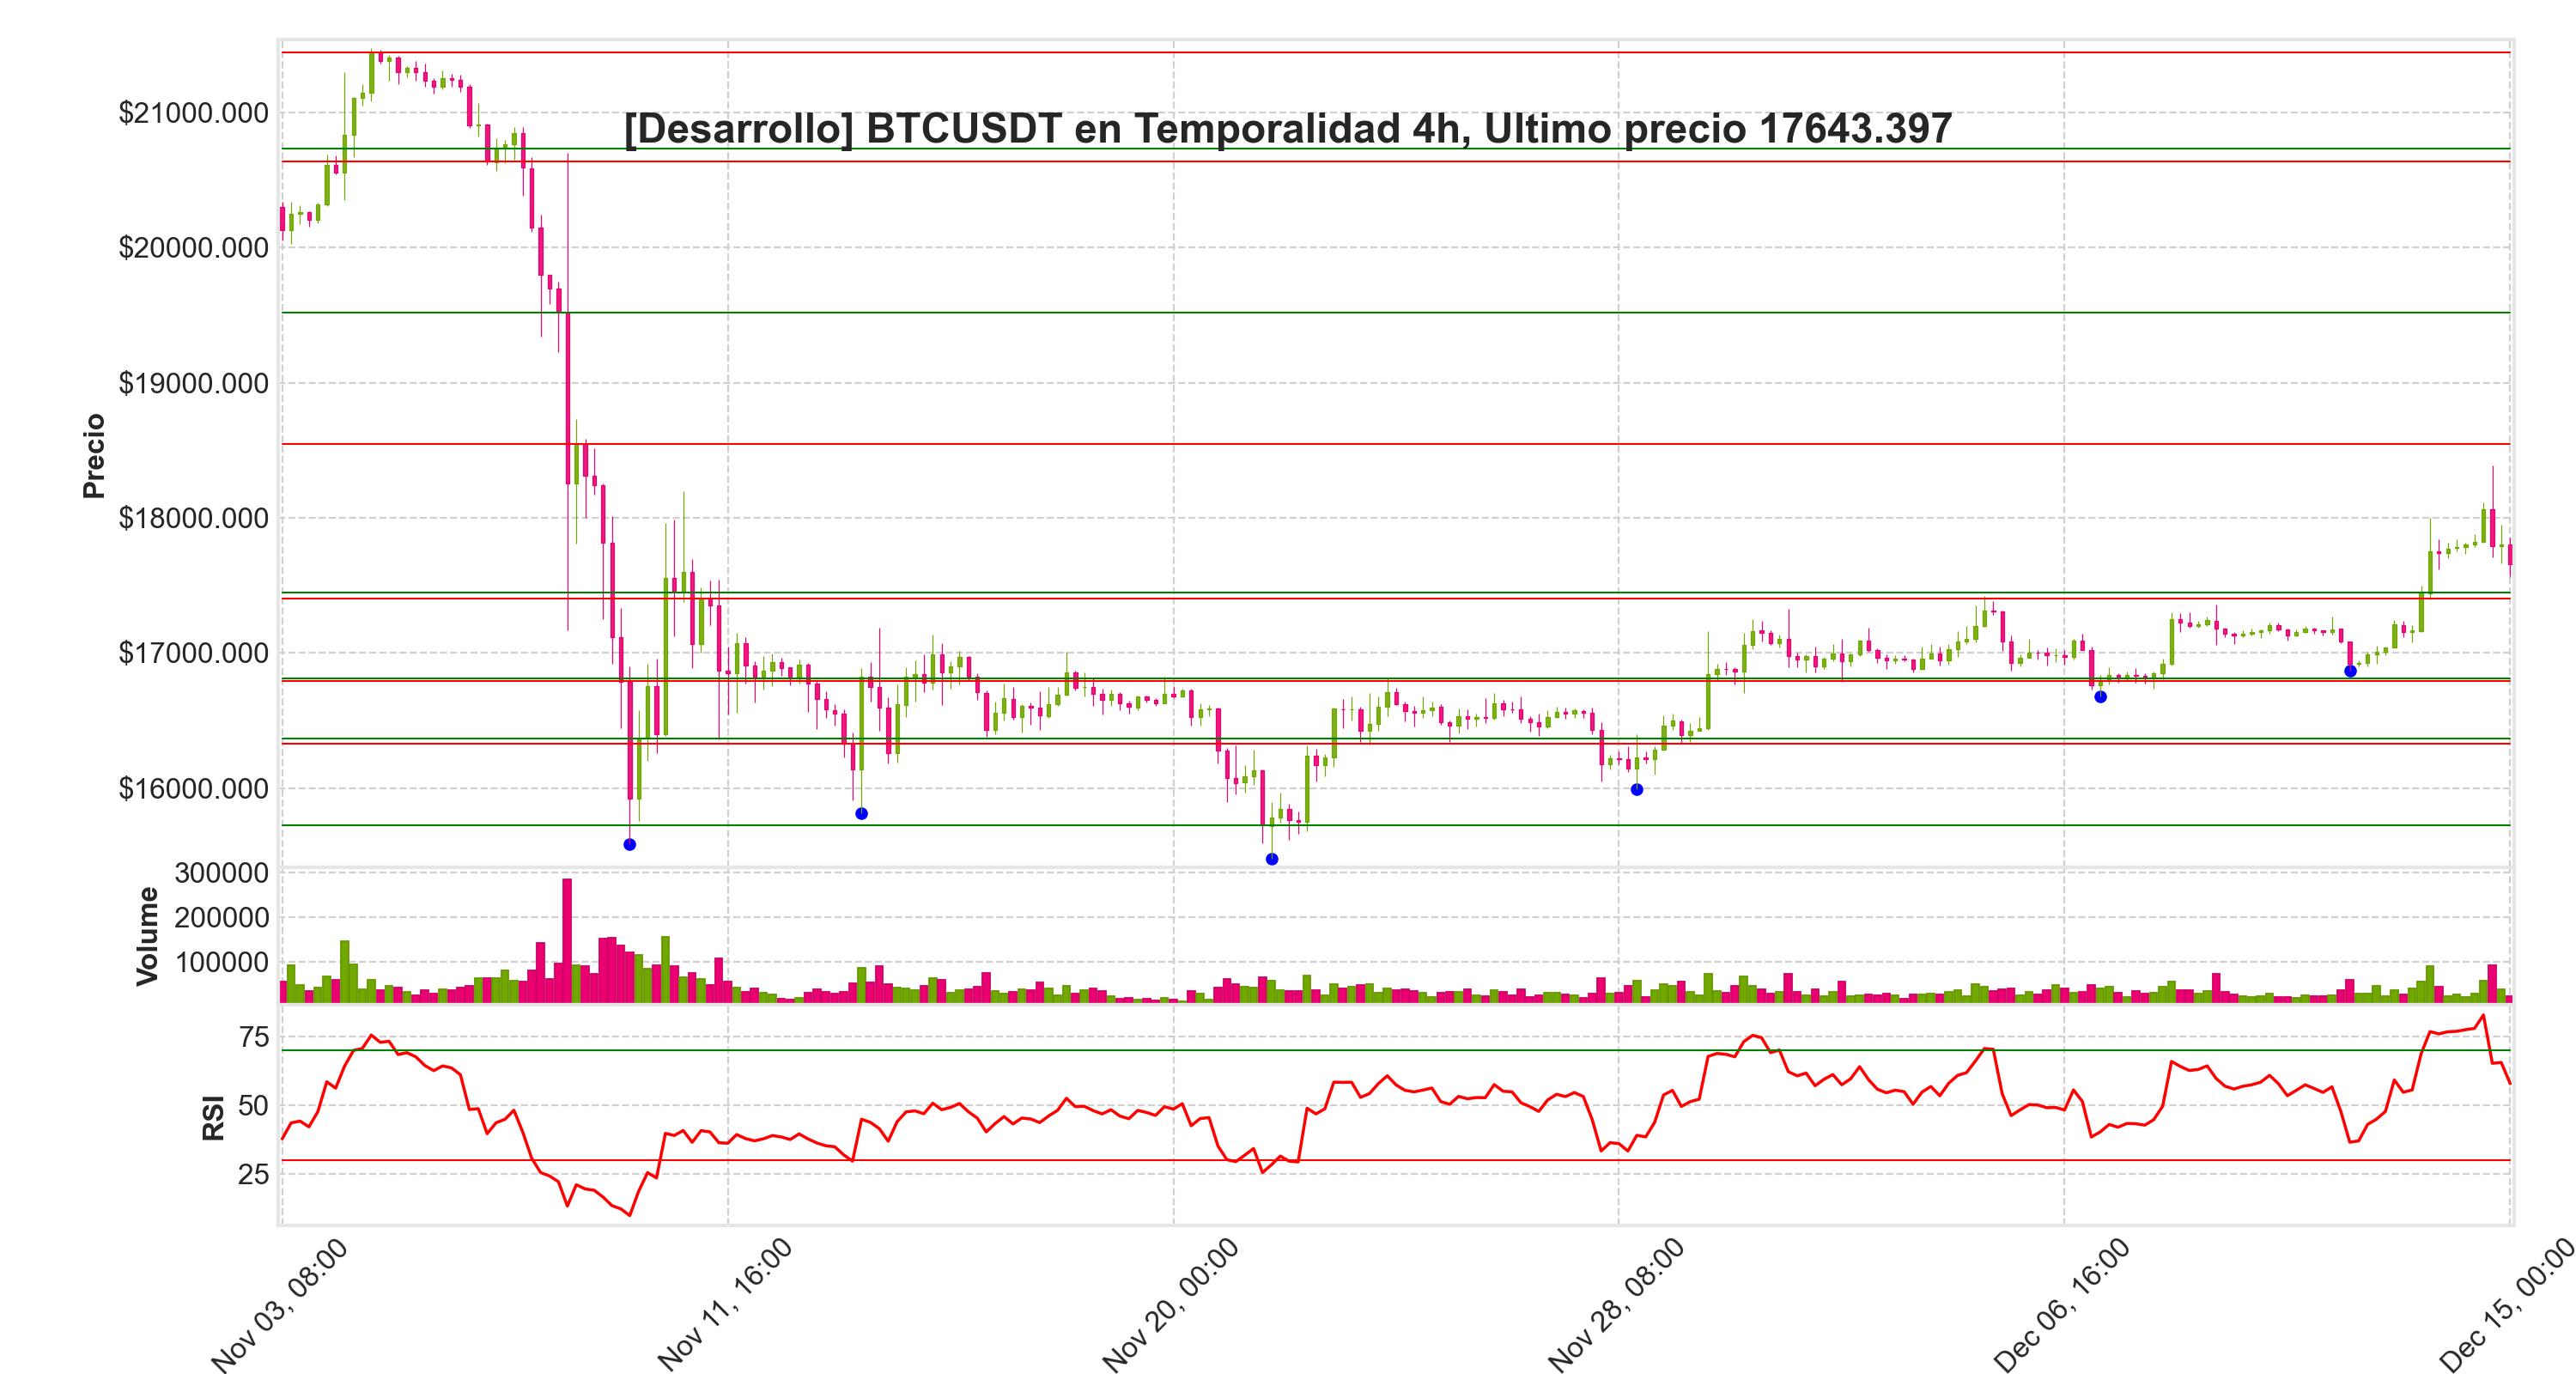 [Desarrollo] BTCUSDT en Temporalidad 4h, Ultimo precio 17643.397
Precio
$21000.000
$20000.000
$19000.000
$18000.000
$17000.000
$16000.000
Volume
300000
200000
100000
RSI
75
50
25
Nov 03, 08:00
Nov 11, 16:00
Nov 20, 00:00
Nov 28, 08:00
Dec 06, 16:00
Dec 15, 00:00